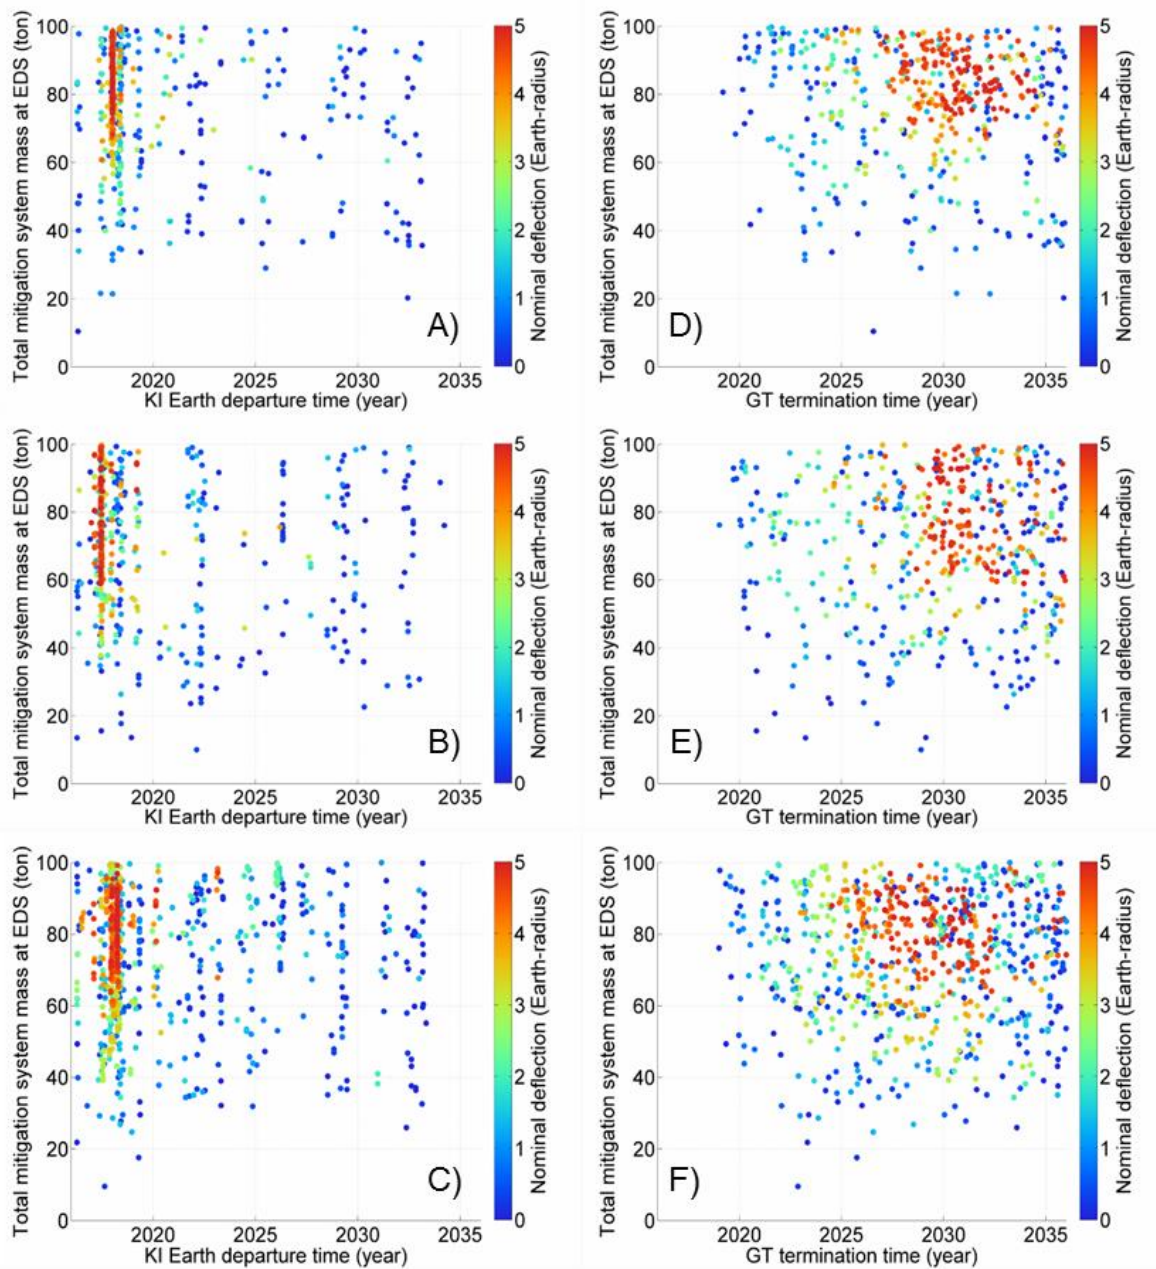 Total mitigation system mass at EDS (ton)
100
80
60
40
20
0
2020 2025 2030 2035
KI Earth departure time (year)
A)
5
4
3
2
1
0
Nominal deflection (Earth-radius)
Total mitigation system mass at EDS (ton)
100
80
60
40
20
0
2020 2025 2030 2035
GT termination time (year)
D)
5
4
3
2
1
0
Nominal deflection (Earth-radius)
Total mitigation system mass at EDS (ton)
100
80
60
40
20
0
2020 2025 2030 2035
KI Earth departure time (year)
B)
5
4
3
2
1
0
Nominal deflection (Earth-radius)
Total mitigation system mass at EDS (ton)
100
80
60
40
20
0
2020 2025 2030 2035
GT termination time (year)
E)
5
4
3
2
1
0
Nominal deflection (Earth-radius)
Total mitigation system mass at EDS (ton)
100
80
60
40
20
0
2020 2025 2030 2035
KI Earth departure time (year)
C)
5
4
3
2
1
0
Nominal deflection (Earth-radius)
Total mitigation system mass at EDS (ton)
100
80
60
40
20
0
2020 2025 2030 2035
GT termination time (year)
F)
5
4
3
2
1
0
Nominal deflection (Earth-radius)